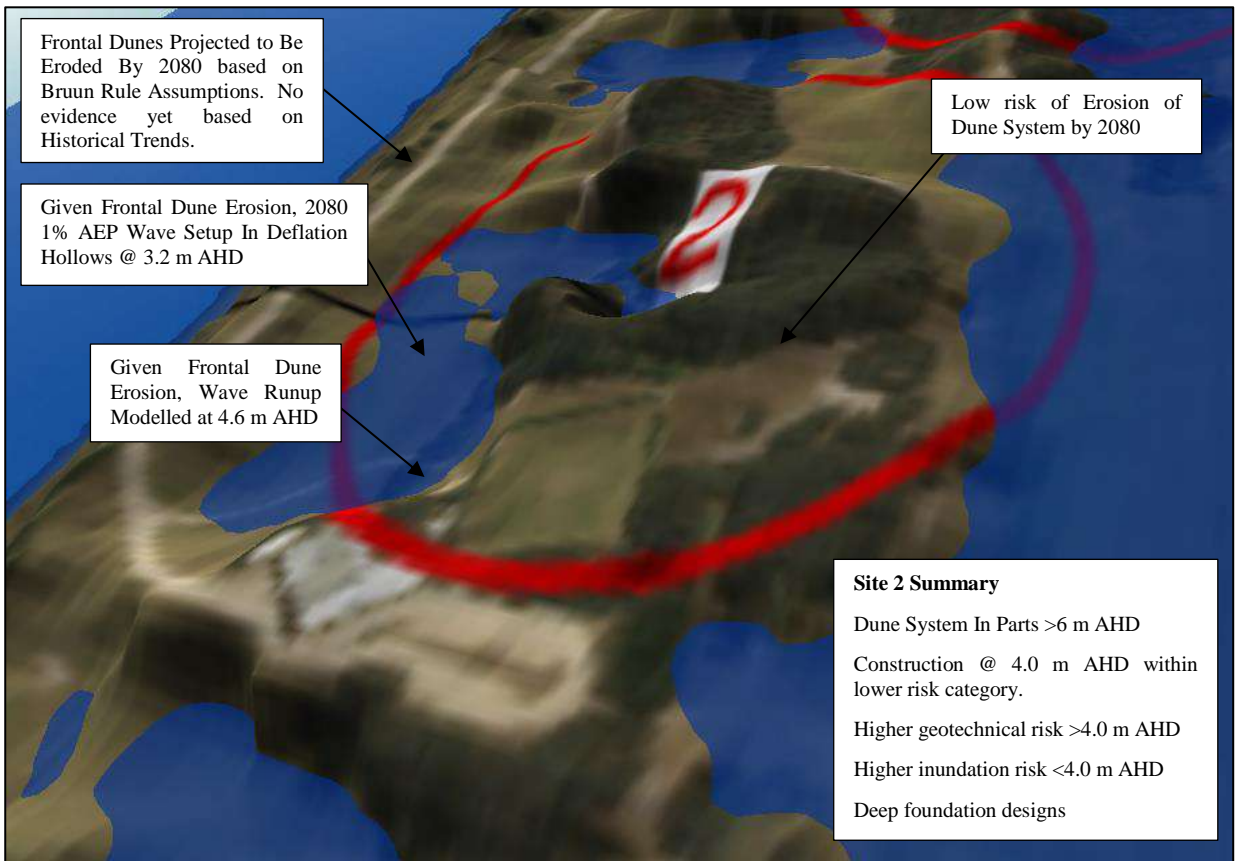 Frontal Dunes Projected to Be
Eroded By 2080 based on
Bruun Rule Assumptions. No
evidence yet based on
Historical Trends.
Low risk of Erosion of
Dune System by 2080
Given Frontal Dune Erosion, 2080
1% AEP Wave Setup In Deflation
Hollows @ 3.2 m AHD
2
Given Frontal Dune
Erosion, Wave Runup
Modelled at 4.6 m AHD
Site 2 Summary
Dune System In Parts >6 m AHD
Construction @ 4.0 m AHD within
lower risk category.
Higher geotechnical risk >4.0 m AHD
Higher inundation risk <4.0 m AHD
Deep foundation designs